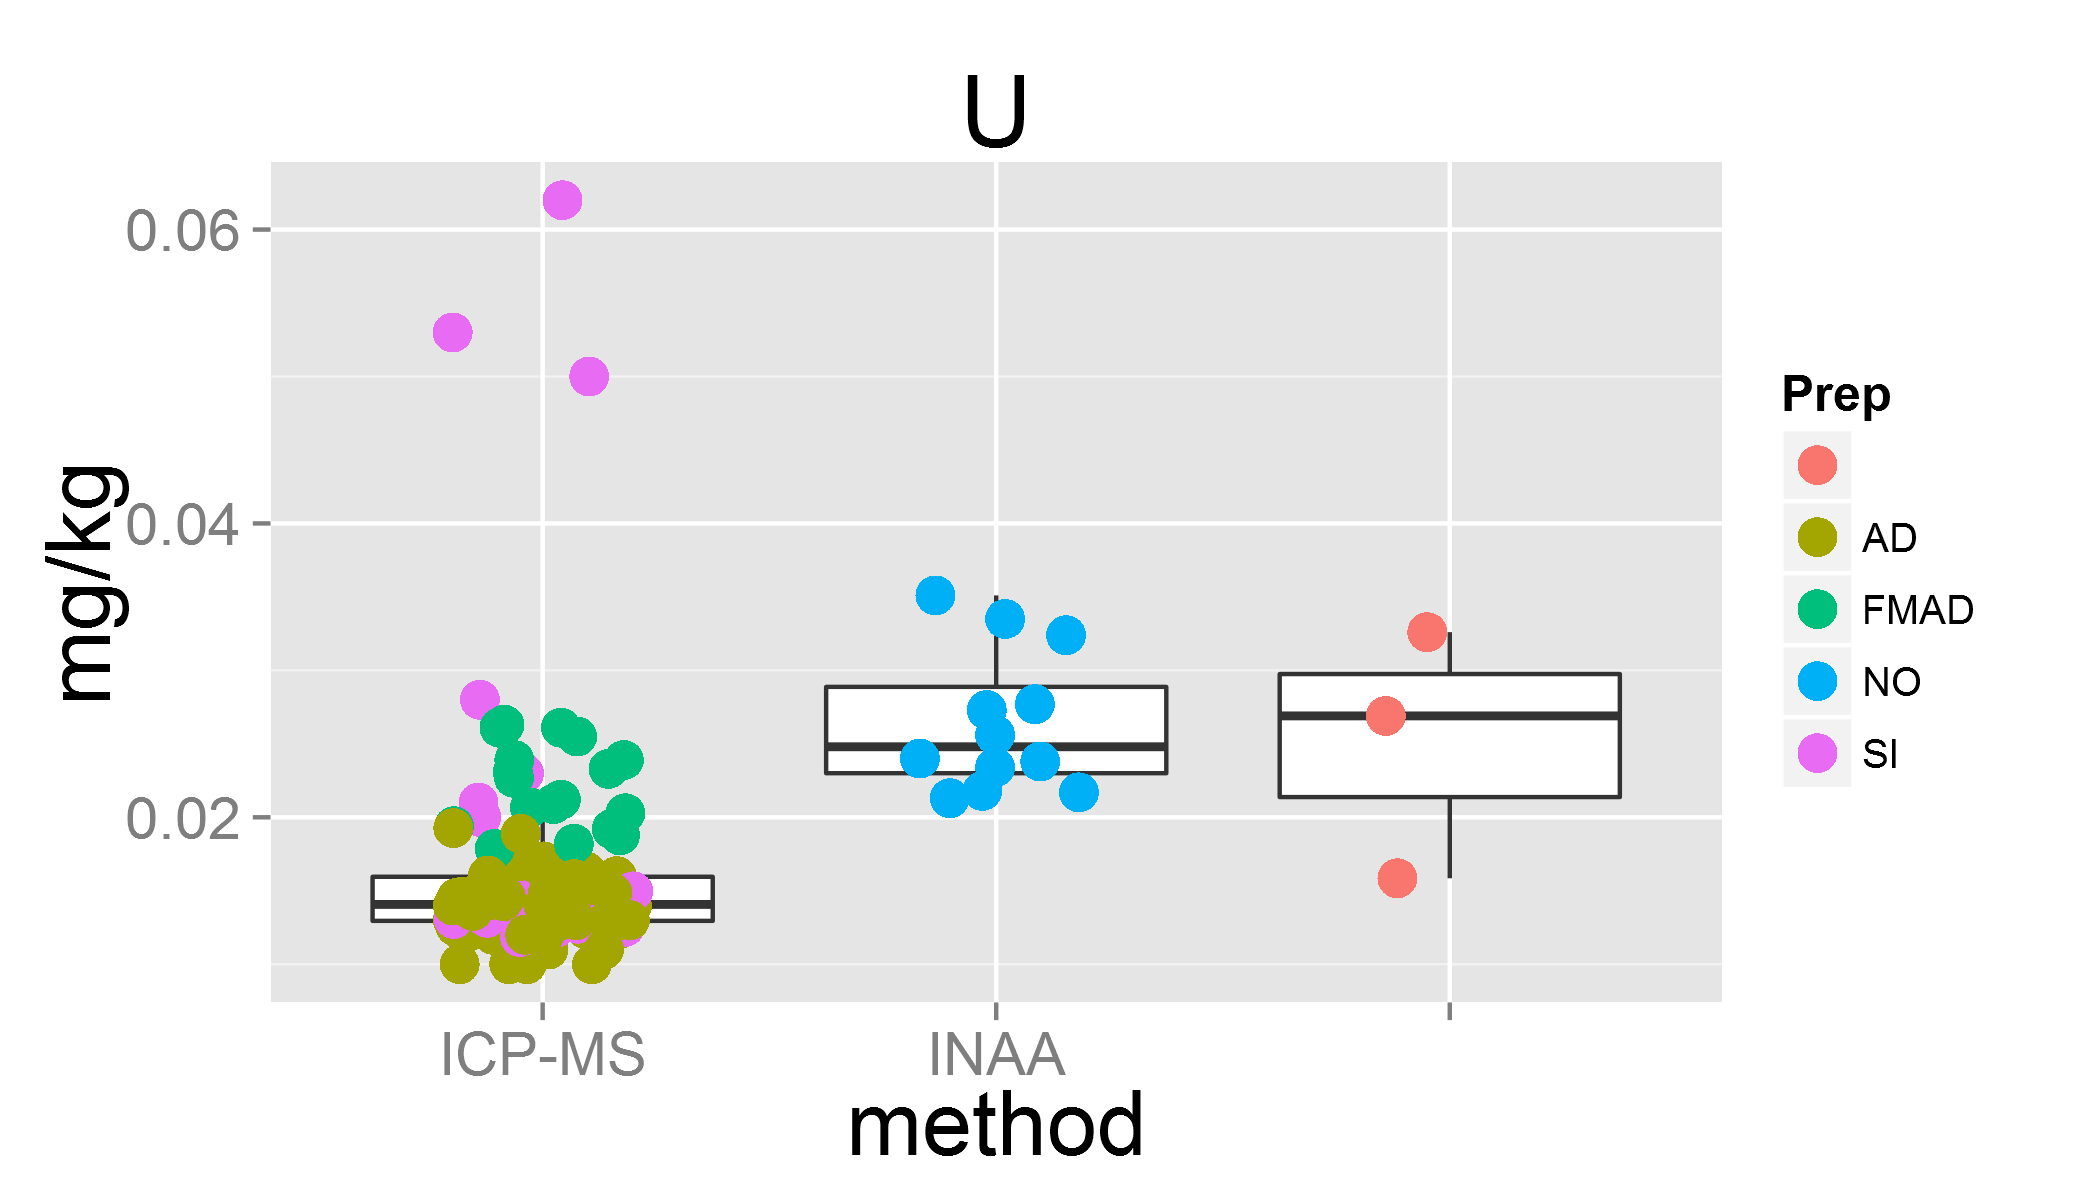 U
mg/kg
0.06
0.04
0.02
ICP-MS
INAA
method
Prep
AD
FMAD
NO
SI